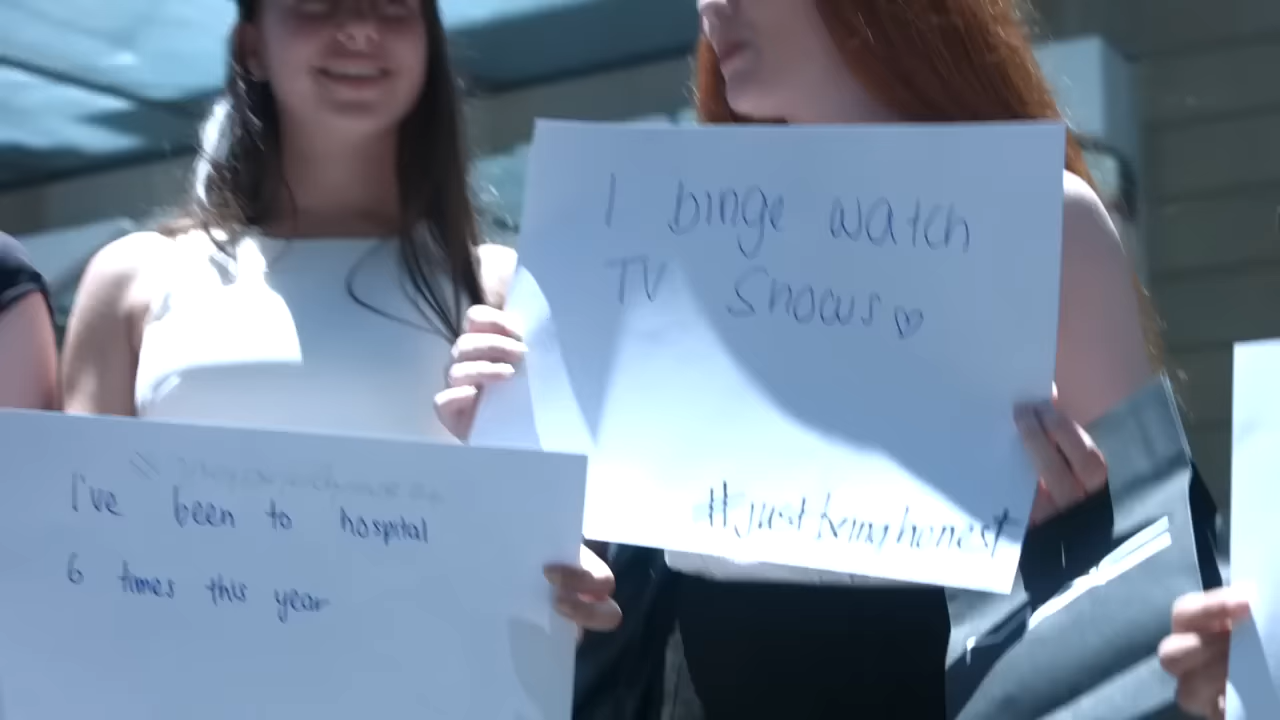 I've been to hospital
6 times this year
I binge watch
TV Shows♡
#justbeinghonest